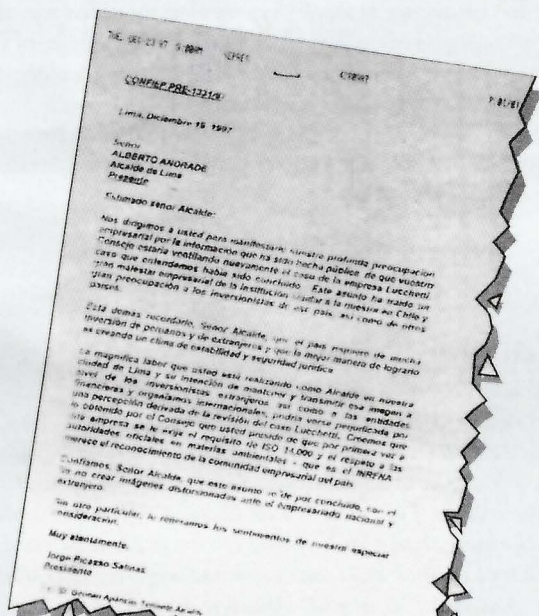 TUE, DEC-23-97
P.01/01
CONFIEP PRE-1321/97
Lima, Diciembre 15, 1997
Señor
ALBERTO ANDRADE
Alcalde de Lima
Presente
Estimado señor Alcalde:
Nos dirigimos a usted para manifestarle nuestra profunda preocupación
empresarial por la información que ha sido hecha pública, de que vuestro
Consejo estaría ventilando nuevamente el caso de la empresa Lucchetti
caso que entendemos había sido concluido. Este asunto ha traído un
gran malestar empresarial de la Institución similar a la nuestra en Chile y
gran preocupación a los inversionistas de ese país, así como de otros
países.
Está demás recordarle, Señor Alcalde, que el país requiere de mucha
inversión de peruanos y de extranjeros y que la mejor manera de lograrlo
es creando un clima de estabilidad y seguridad jurídica.
La magnífica labor que usted está realizando como Alcalde en nuestra
ciudad de Lima y su intención de mantener y transmitir esa imagen a
nivel de los inversionistas extranjeros, así como a las entidades
financieras y organismos internacionales, podría verse perjudicada por
una percepción derivada de la revisión del caso Lucchetti. Creemos que
lo obtenido por el Consejo que usted preside de que por primera vez a
una empresa se le exija el requisito de ISO 14,000 y el respeto a las
autoridades oficiales en materias ambientales - que es el INRENA
merece el reconocimiento de la comunidad empresarial del país.
Confiamos, Señor Alcalde, que este asunto se dé por concluido, con el
fin de no crear imágenes distorsionadas ante el empresariado nacional y
extranjero.
Sin otro particular, le reiteramos los sentimientos de nuestra especial
consideración.
Muy atentamente,
Jorge Picasso Salinas
Presidente
Germán Aparicio,